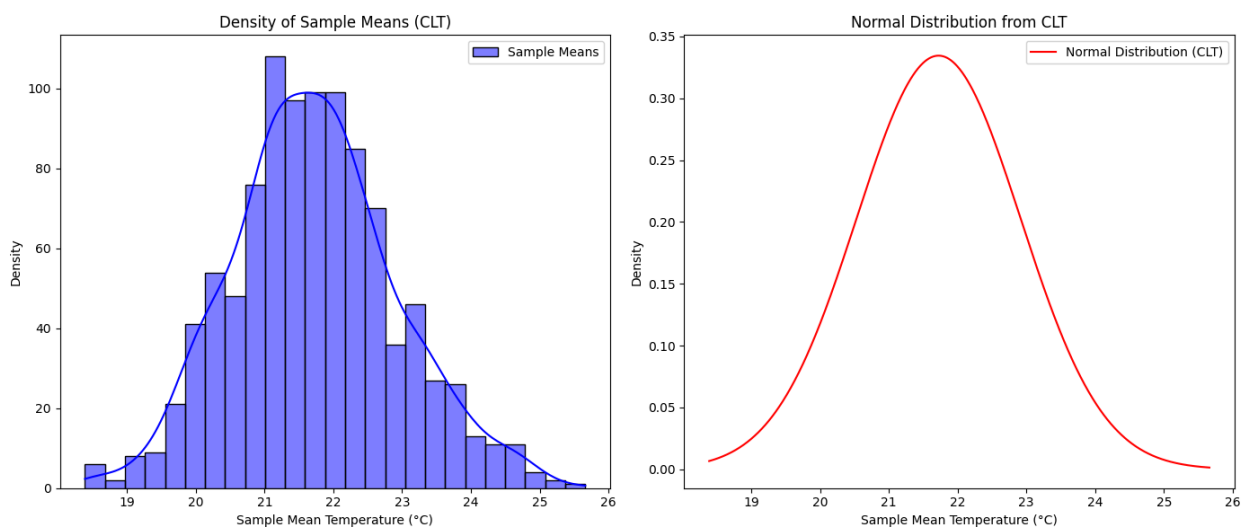 Density of Sample Means (CLT)
Sample Means
Density
100
80
60
40
20
0
19 20 21 22 23 24 25 26
Sample Mean Temperature (°C)
Normal Distribution from CLT
Normal Distribution (CLT)
Density
0.35
0.30
0.25
0.20
0.15
0.10
0.05
0.00
19 20 21 22 23 24 25 26
Sample Mean Temperature (°C)